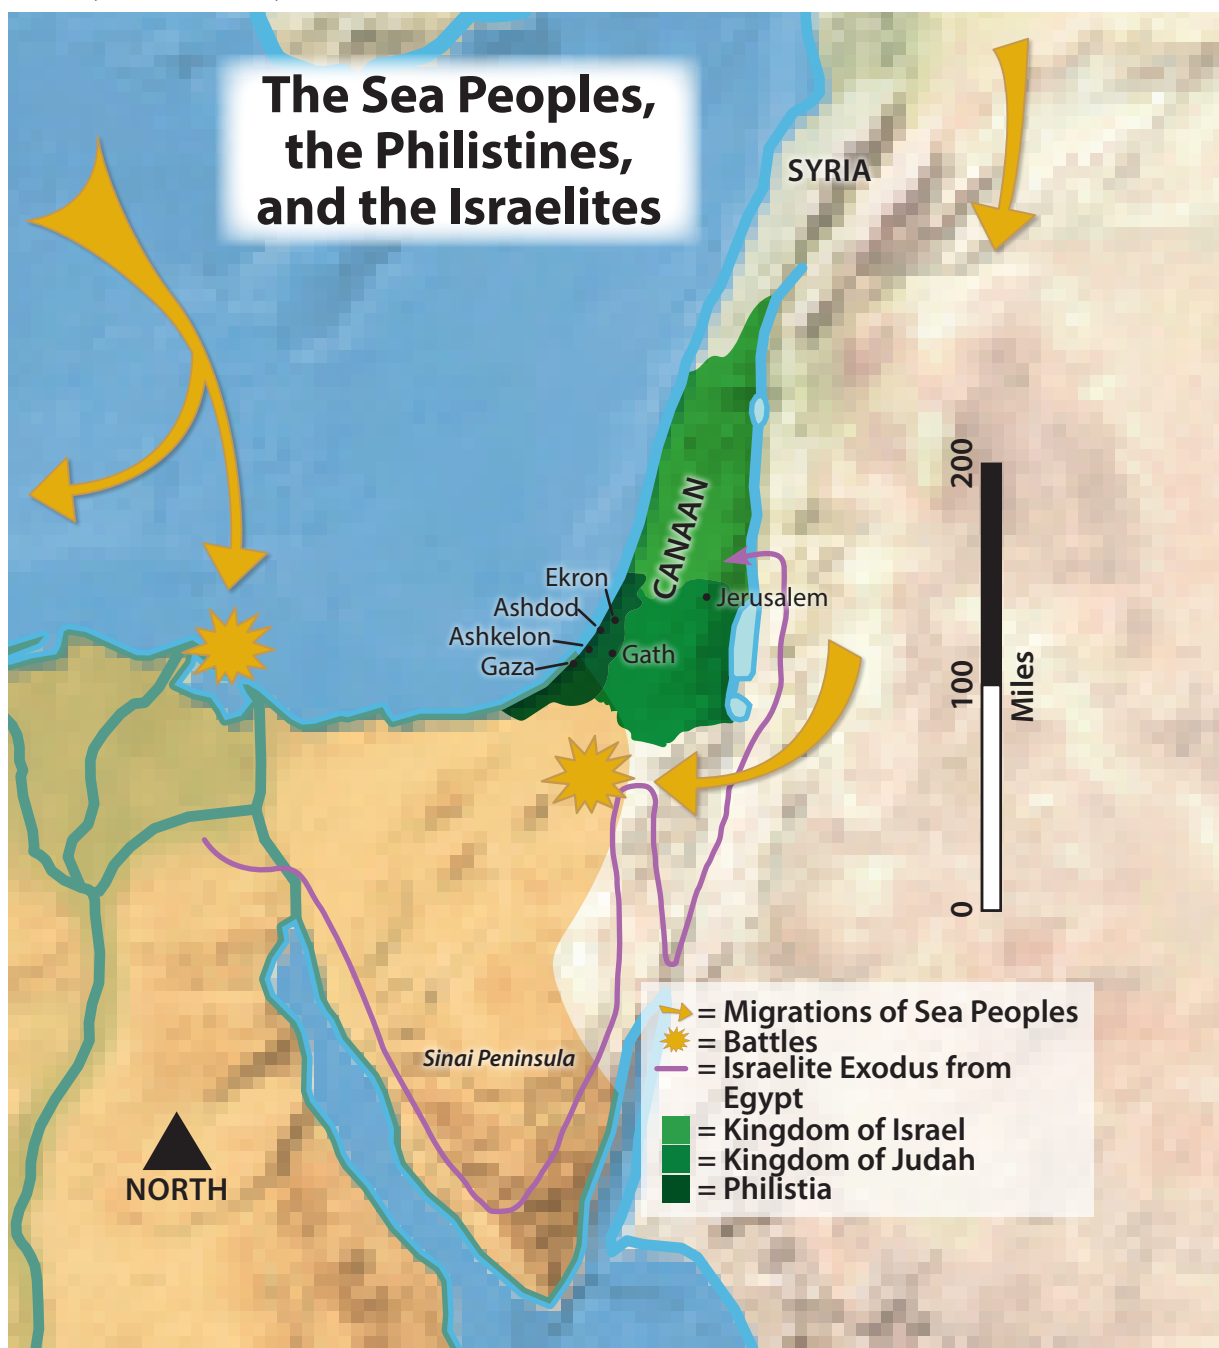 The Sea Peoples,
the Philistines,
and the Israelites
SYRIA
CANAAN
Ekron
Ashdod
Ashkelon
Gaza
Gath
Jerusalem
200
100
0
Miles
Sinai Peninsula
NORTH
= Migrations of Sea Peoples
= Battles
= Israelite Exodus from
Egypt
= Kingdom of Israel
= Kingdom of Judah
= Philistia